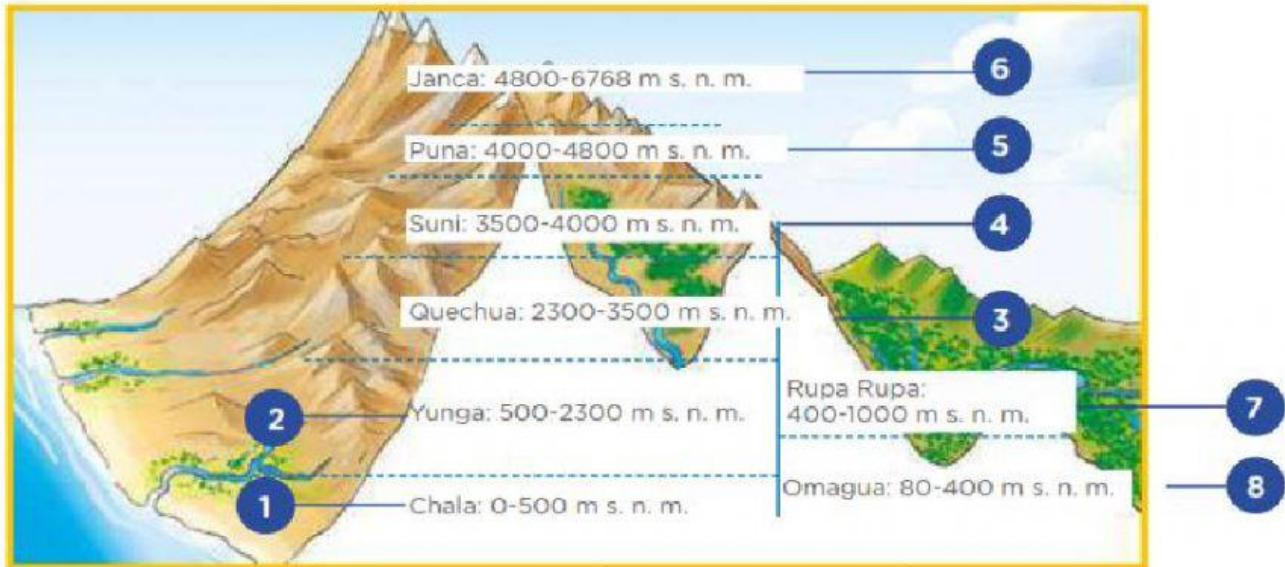 Janca: 4800-6768 m s. n. m.
6
Puna: 4000-4800 m s. n. m.
5
Suni: 3500-4000 m s. n. m.
4
Quechua: 2300-3500 m s. n. m.
3
2
Yunga: 500-2300 m s. n. m.
Rupa Rupa:
400-1000 m s. n. m.
7
1
Chala: 0-500 m s. n. m.
Omagua: 80-400 m s. n. m.
8